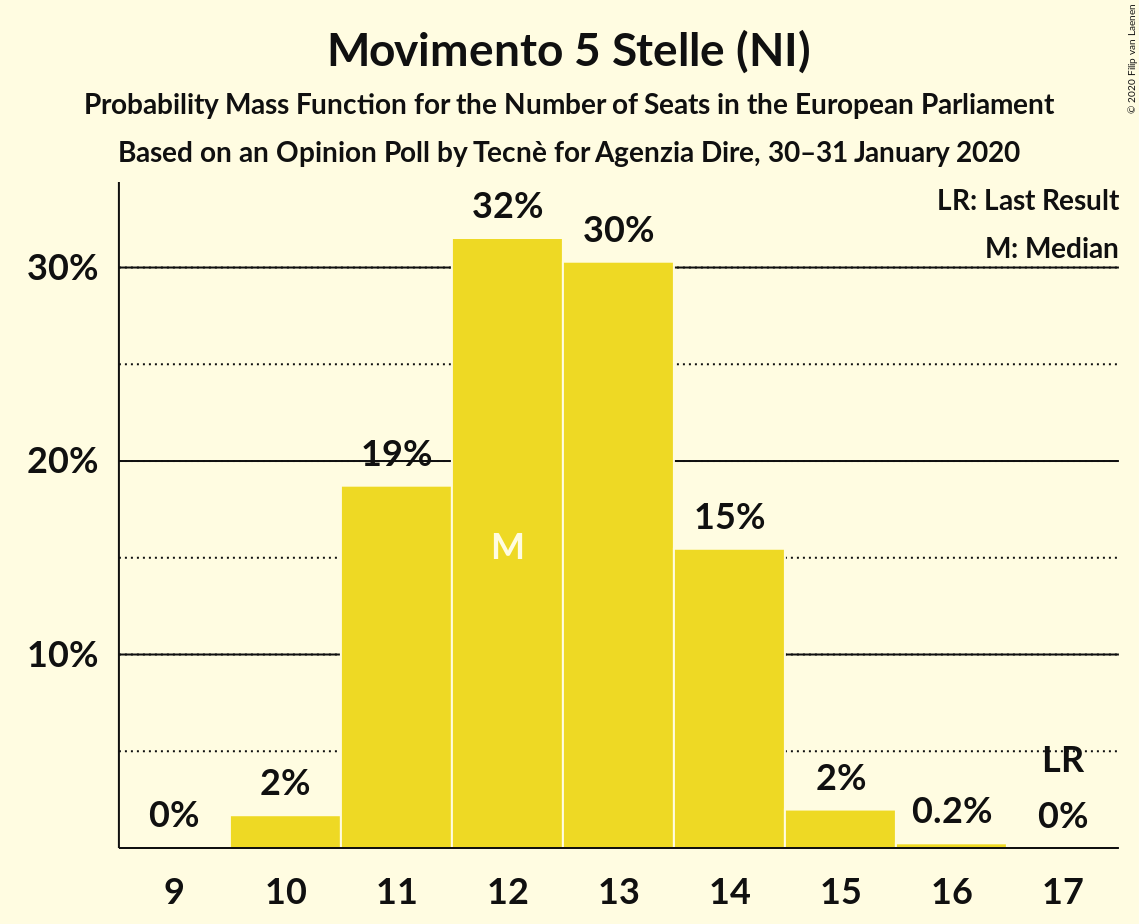 Movimento 5 Stelle (NI)
Probability Mass Function for the Number of Seats in the European Parliament
Based on an Opinion Poll by Tecnè for Agenzia Dire, 30–31 January 2020
© 2020 Filip van Laenen
LR: Last Result
M: Median
30%
20%
10%
0%
2%
19%
32%
M
30%
15%
2%
0.2%
LR
0%
9 10 11 12 13 14 15 16 17